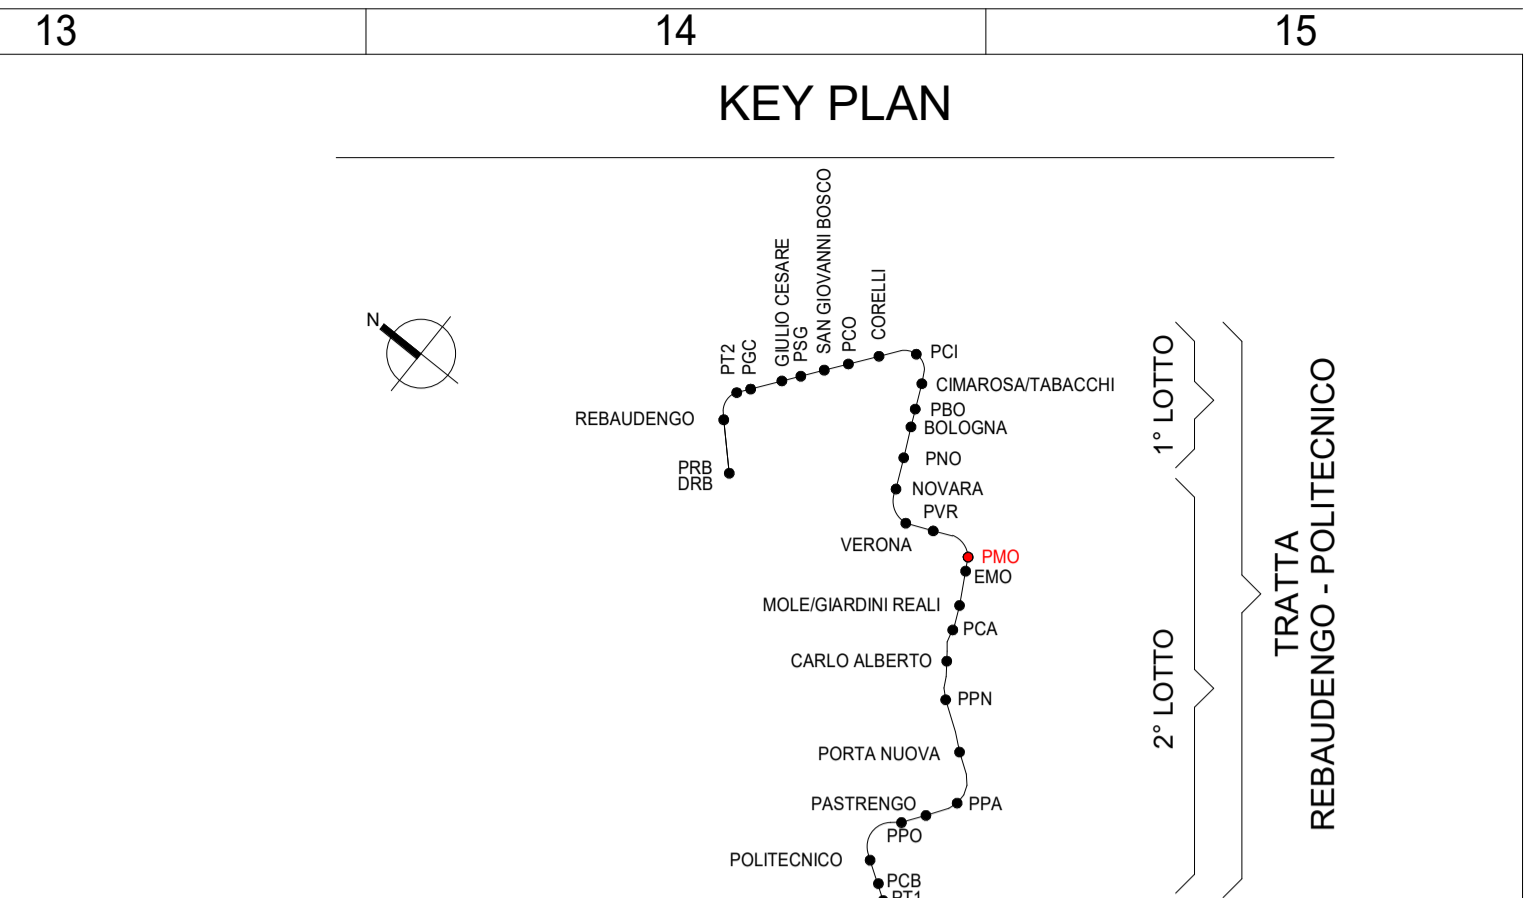 13
14
15
KEY PLAN
N
PT2
PGC
GIULIO CESARE
PSG
SAN GIOVANNI BOSCO
PCO
CORELLI
PCI
CIMAROSA/TABACCHI
REBAUDENGO
PBO
BOLOGNA
PRB
DRB
PNO
NOVARA
PVR
VERONA
PMO
EMO
MOLE/GIARDINI REALI
PCA
CARLO ALBERTO
PPN
PORTA NUOVA
PASTRENGO
PPA
PPO
POLITECNICO
PCB
PT1
1° LOTTO
2° LOTTO
TRATTA
REBAUDENGO - POLITECNICO